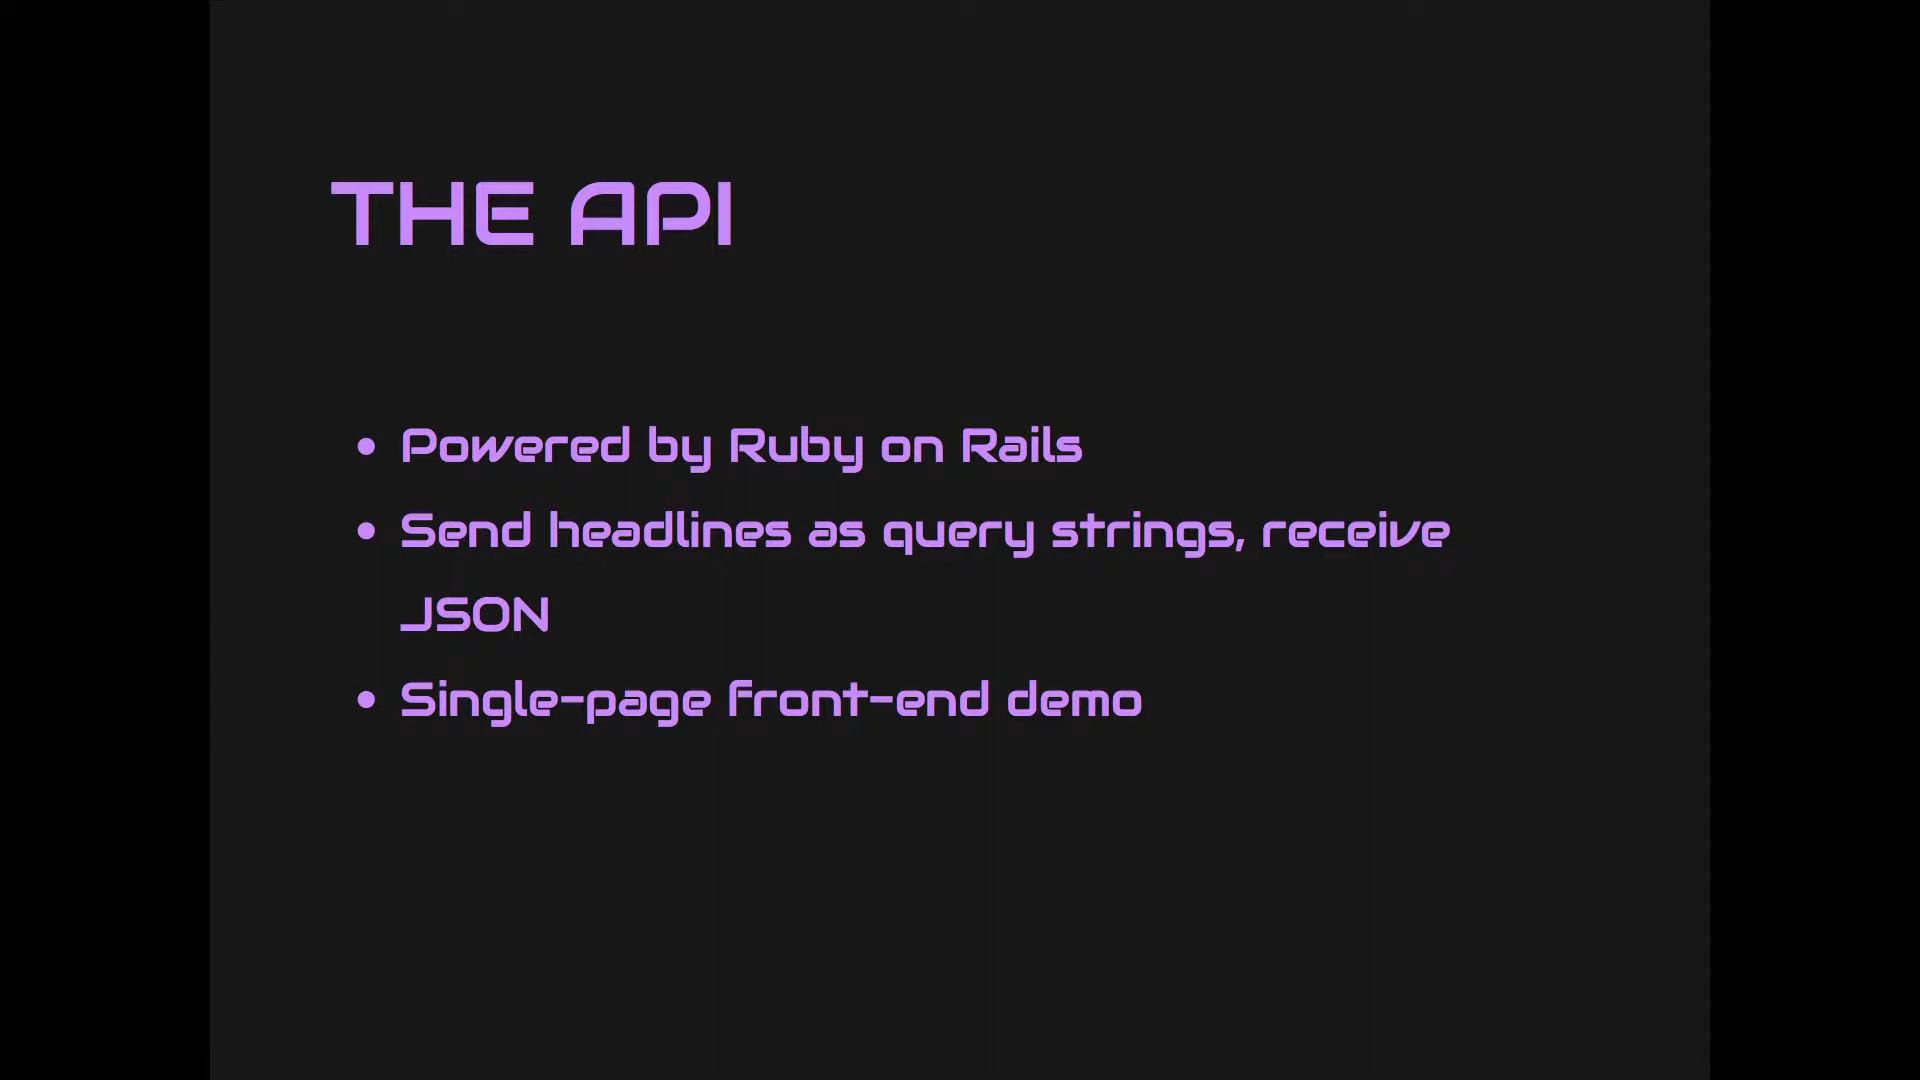 THE API
• Powered by Ruby on Rails
• Send headlines as query strings, receive
JSON
• Single-page front-end demo